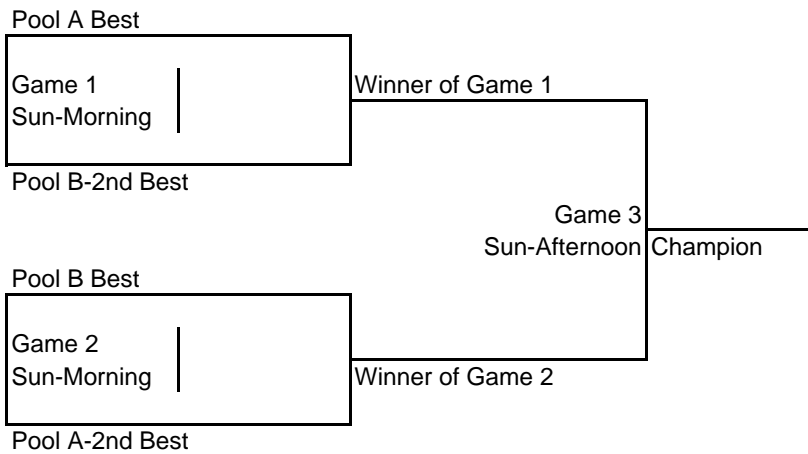 Pool A Best
Game 1
Sun-Morning
Winner of Game 1
Pool B-2nd Best
Game 3
Sun-Afternoon
Champion
Pool B Best
Game 2
Sun-Morning
Winner of Game 2
Pool A-2nd Best